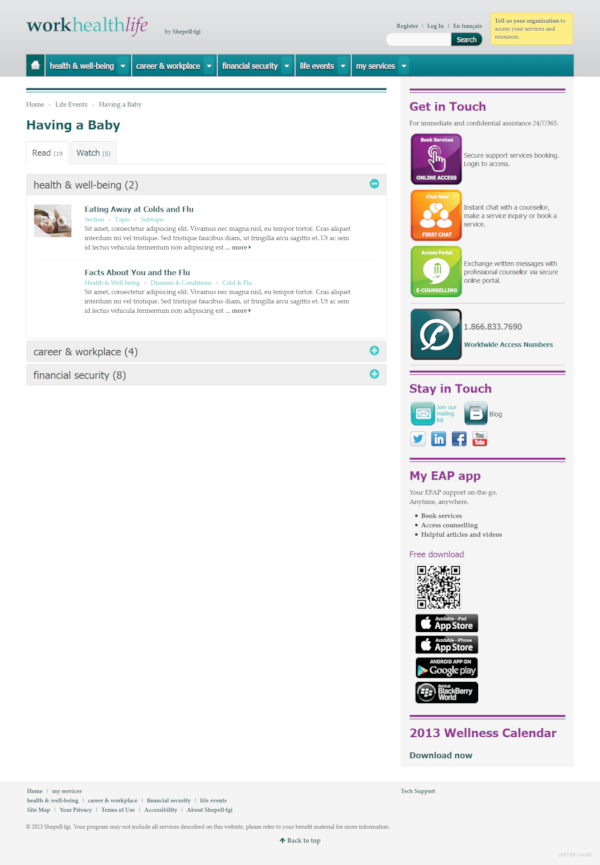 workhealthlife
by Shepell·fgi
Register | Log In | En français
Search
Tell us your organization to
access your services and
resources.
health & well-being
career & workplace
financial security
life events
my services
Home - Life Events - Having a Baby
Having a Baby
Read (19
Watch (5)
health & well-being (2)
Eating Away at Colds and Flu
Section - Topic - Subtopic
Sit amet, consectetur adipiscing elit. Vivamus nec magna nisl, eu tempor tortor. Cras aliquet
interdum mi vel tristique. Sed tristique faucibus diam, ut fringilla arcu sagittis et. Ut ac sem
id lectus vehicula fermentum non adipiscing est ... more
Facts About You and the Flu
Health & Well being - Diseases & Conditions - Cold & Flu
Sit amet, consectetur adipiscing elit. Vivamus nec magna nisl, eu tempor tortor. Cras aliquet
interdum mi vel tristique. Sed tristique faucibus diam, ut fringilla arcu sagittis et. Ut ac sem
id lectus vehicula fermentum non adipiscing est ... more
career & workplace (4)
financial security (8)
Get in Touch
For immediate and confidential assistance 24/7/365.
Book Services
ONLINE ACCESS
Secure support services booking.
Login to access.
Chat Now
FIRST CHAT
Instant chat with a counsellor,
make a service inquiry or book a
service.
Access Portal
E-COUNSELLING
Exchange written messages with
professional counsellor via secure
online portal.
1.866.833.7690
Worldwide Access Numbers
Stay in Touch
Join our
mailing
list
Blog
You
Tube
My EAP app
Your EFAP support on-the-go.
Anytime, anywhere.
• Book services
• Access counselling
• Helpful articles and videos
Free download
Available - iPad
App Store
Available - iPhone
App Store
ANDROID APP ON
Google play
BlackBerry
World
2013 Wellness Calendar
Download now
Home | my services
health & well-being | career & workplace | financial security | life events
Site Map | Your Privacy | Terms of Use | Accessibility | About Shepell·fgi
Tech Support
© 2013 Shepell·fgi. Your program may not include all services described on this website, please refer to your benefit material for more information.
Back to top